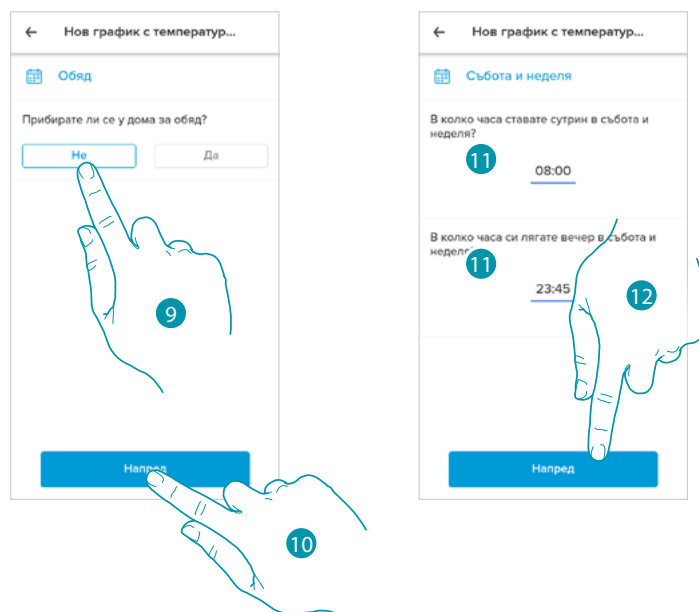 Нов график с температур...
Обяд
Прибирате ли се у дома за обяд?
Не
Да
9
Напред
10
Нов график с температур...
Събота и неделя
В колко часа ставате сутрин в събота и
неделя?
11
08:00
В колко часа си лягате вечер в събота и
11
23:45
12
Напред